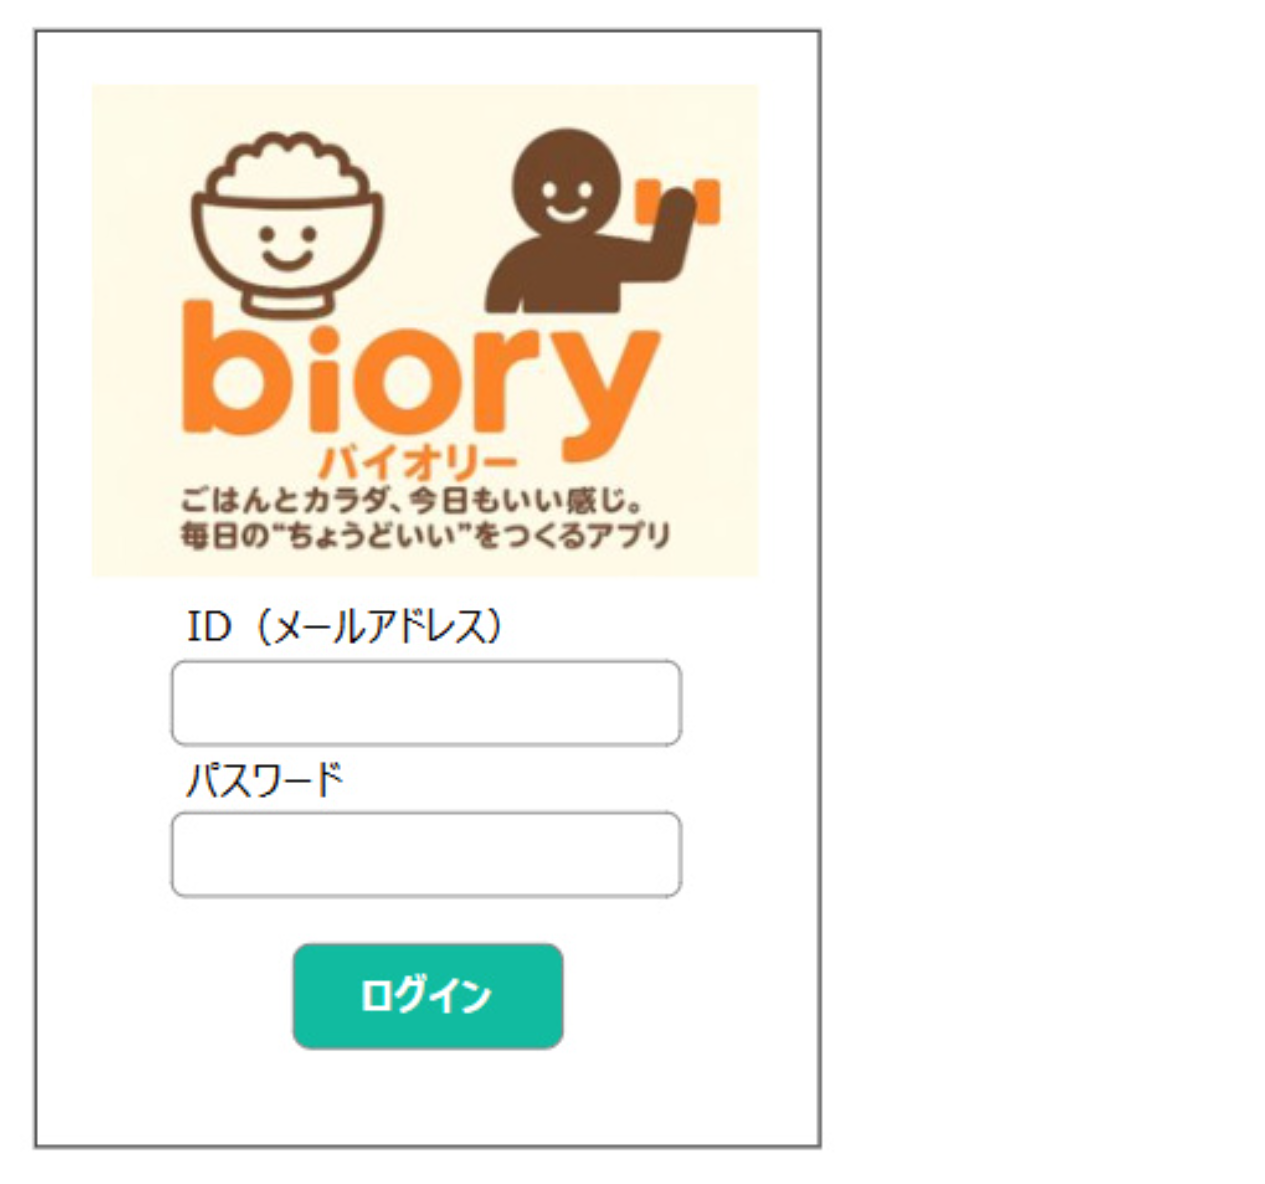 biory
バイオリー
ごはんとカラダ、今日もいい感じ。
毎日の“ちょうどいい”をつくるアプリ
ID（メールアドレス）
パスワード
ログイン